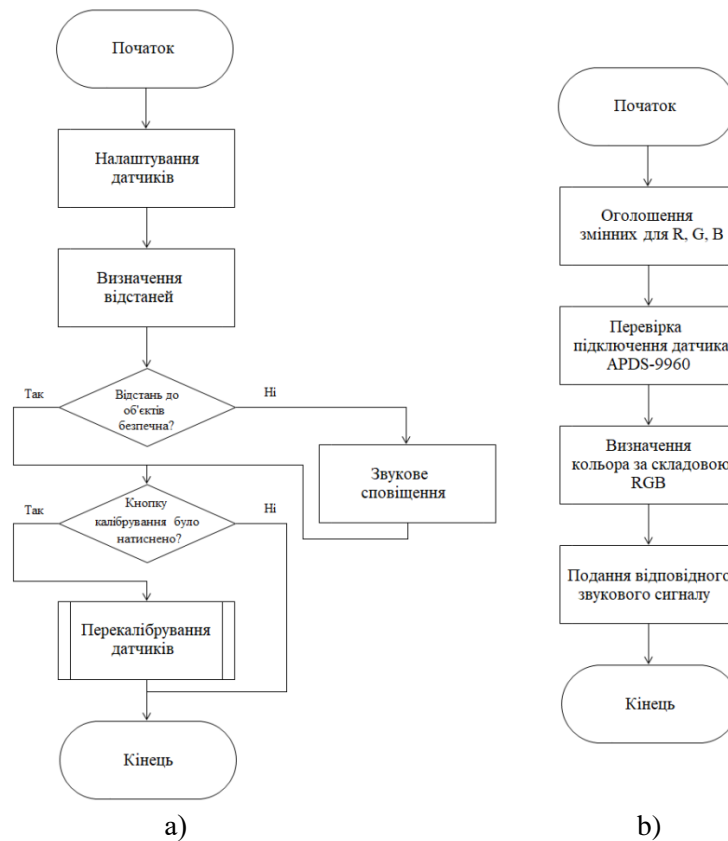 Початок
Налаштування
датчиків
Визначення
відстаней
Так
Відстань до
об'єктів
безпечна?
Ні
Звукове
сповіщення
Так
Кнопку
калібрування було
натиснено?
Ні
Перекалібрування
датчиків
Кінець
a)
Початок
Оголошення
змінних для R, G, B
Перевірка
підключення датчика
APDS-9960
Визначення
кольора за складовою
RGB
Подання відповідного
звукового сигналу
Кінець
b)